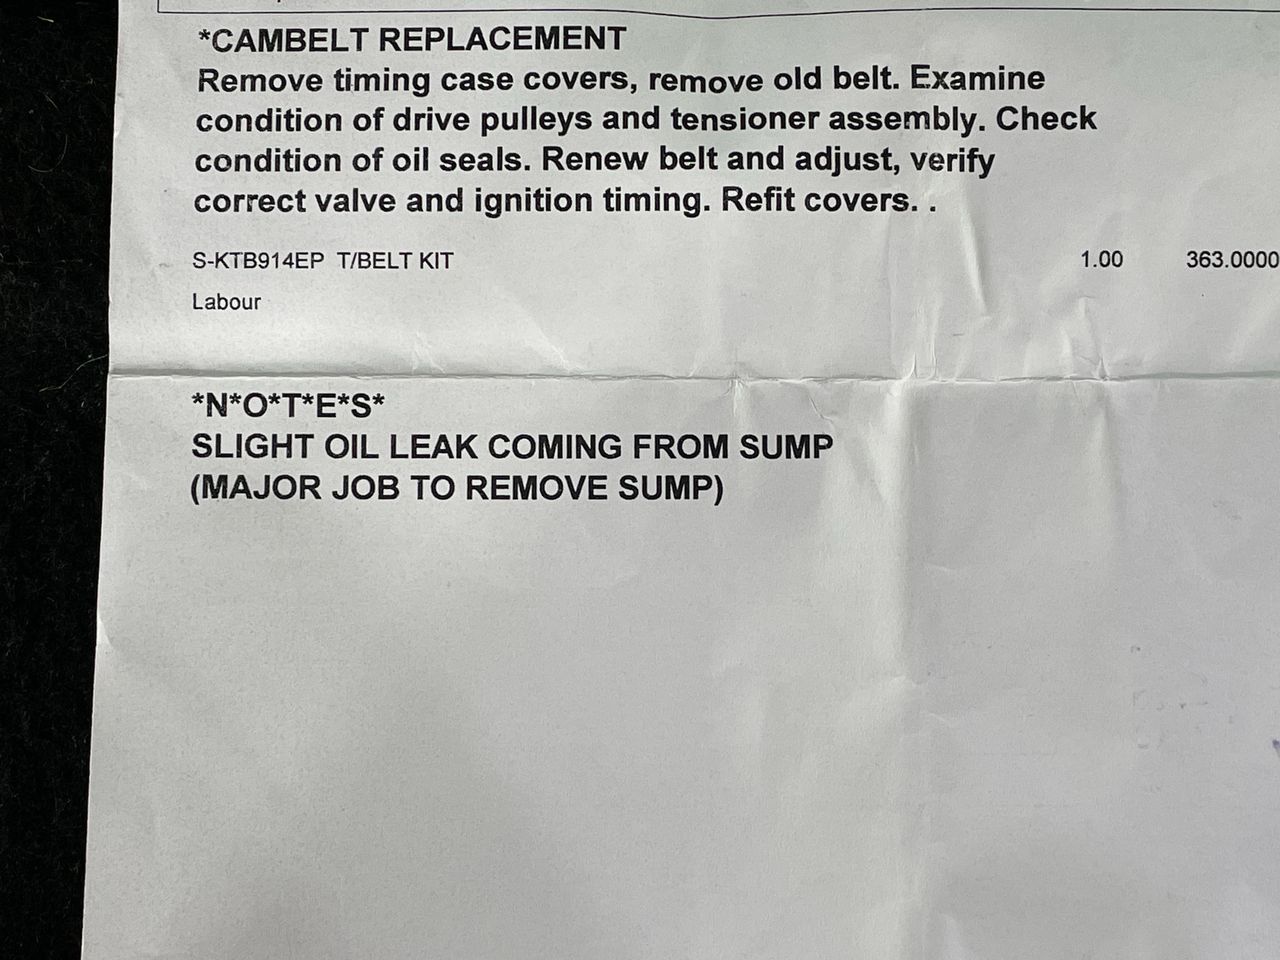 *CAMBELT REPLACEMENT
Remove timing case covers, remove old belt. Examine
condition of drive pulleys and tensioner assembly. Check
condition of oil seals. Renew belt and adjust, verify
correct valve and ignition timing. Refit covers. .
S-KTB914EP T/BELT KIT 1.00 363.0000
Labour
*N*O*T*E*S*
SLIGHT OIL LEAK COMING FROM SUMP
(MAJOR JOB TO REMOVE SUMP)